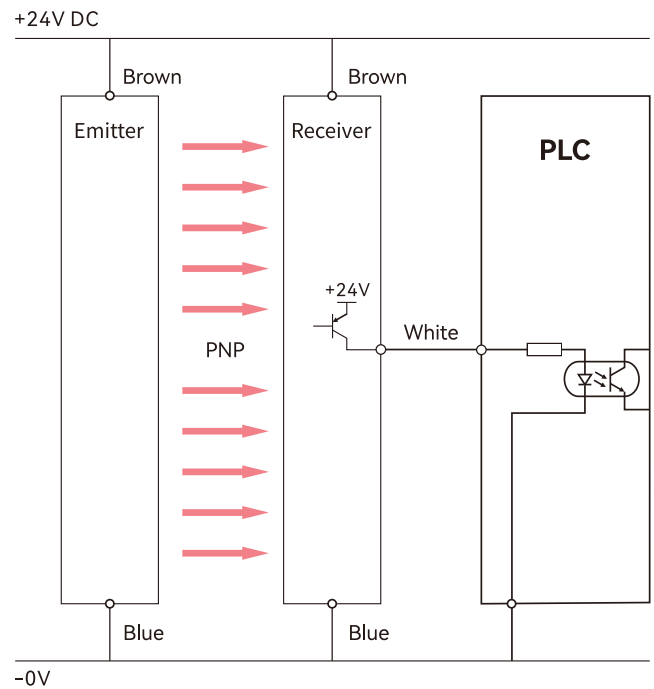 +24V DC
Brown
Brown
Emitter
Receiver
PLC
+24V
White
PNP
Blue
Blue
-0V